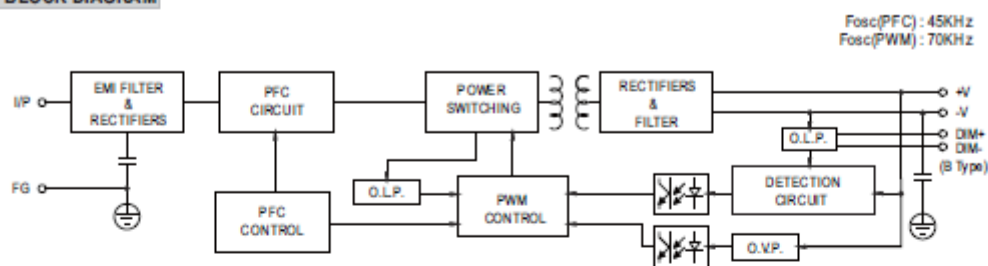 BLOCK DIAGRAM
Fosc(PFC) : 45KHz
Fosc(PWM) : 70KHz
I/P
EMI FILTER
&
RECTIFIERS
PFC
CIRCUIT
POWER
SWITCHING
RECTIFIERS
&
FILTER
+V
-V
DIM+
DIM-
(B Type)
O.L.P.
FG
O.L.P.
PFC
CONTROL
PWM
CONTROL
DETECTION
CIRCUIT
O.V.P.